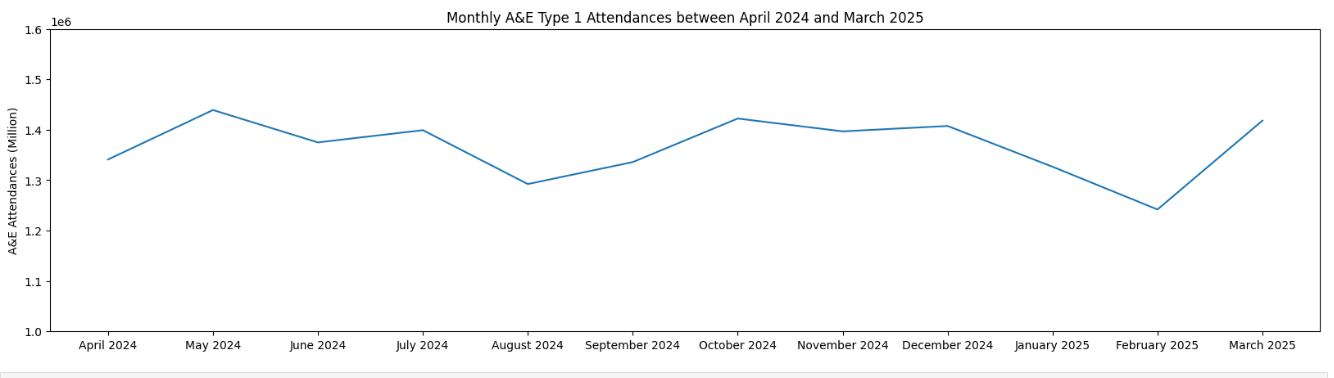 Monthly A&E Type 1 Attendances between April 2024 and March 2025
1e6
1.6
1.5
1.4
1.3
1.2
1.1
1.0
A&E Attendances (Million)
April 2024 May 2024 June 2024 July 2024 August 2024 September 2024 October 2024 November 2024 December 2024 January 2025 February 2025 March 2025